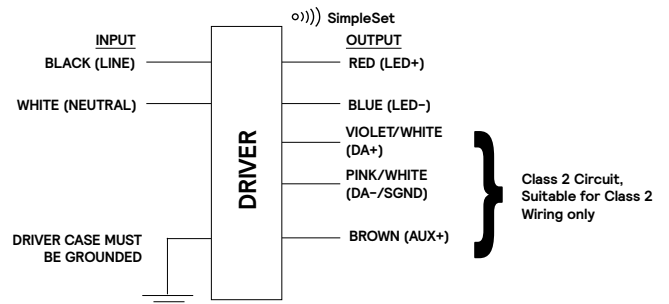 SimpleSet
INPUT
OUTPUT
BLACK (LINE)
RED (LED+)
WHITE (NEUTRAL)
BLUE (LED-)
VIOLET/WHITE
(DA+)
DRIVER
PINK/WHITE
(DA-/SGND)
Class 2 Circuit,
Suitable for Class 2
Wiring only
DRIVER CASE MUST
BE GROUNDED
BROWN (AUX+)